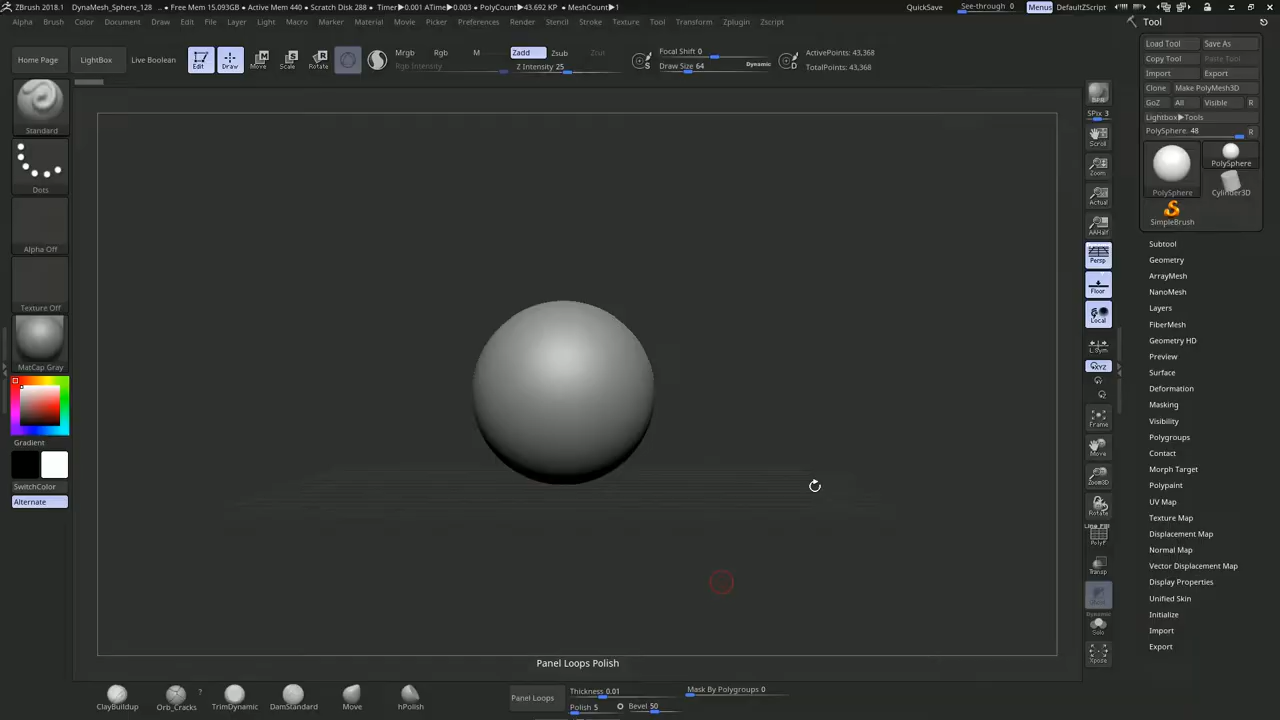 ZBrush 2018.1 DynaMesh_Sphere_128 • Free Mem 15.093GB • Active Mem 440 • Scratch Disk 288 • Timer▶0.001 ATime▶0.003 • PolyCount▶43.692 KP • MeshCount▶1
QuickSave See-through 0 Menus DefaultZScript
Alpha Brush Color Document Draw Edit File Layer Light Macro Marker Material Movie Picker Preferences Render Stencil Stroke Texture Tool Transform Zplugin Zscript
Tool
Home Page LightBox Live Boolean
Edit Draw Move Scale Rotate
Mrgb Rgb M
Rgb Intensity
Zadd Zsub Zcut
Z Intensity 25
S
Focal Shift 0
Draw Size 64 Dynamic
D
ActivePoints: 43,368
TotalPoints: 43,368
Load Tool Save As
Copy Tool Paste Tool
Import Export
Clone Make PolyMesh3D
GoZ All Visible R
Lightbox▶Tools
PolySphere. 48 R
PolySphere
PolySphere
Cylinder3D
SimpleBrush
Subtool
Geometry
ArrayMesh
NanoMesh
Layers
FiberMesh
Geometry HD
Preview
Surface
Deformation
Masking
Visibility
Polygroups
Contact
Morph Target
Polypaint
UV Map
Texture Map
Displacement Map
Normal Map
Vector Displacement Map
Display Properties
Unified Skin
Initialize
Import
Export
BPR
SPix 3
Scroll
Zoom
Actual
AAHalf
Persp
Floor
Local
L.Sym
XYZ
Frame
Move
Zoom3D
Rotate
Line Fill
PolyF
Transp
Dynamic
Solo
Xpose
Standard
Dots
Alpha Off
Texture Off
MatCap Gray
Gradient
SwitchColor
Alternate
Panel Loops Polish
ClayBuildup Orb_Cracks ? TrimDynamic DamStandard Move hPolish
Panel Loops
Thickness 0.01
Polish 5
Bevel 50
Mask By Polygroups 0